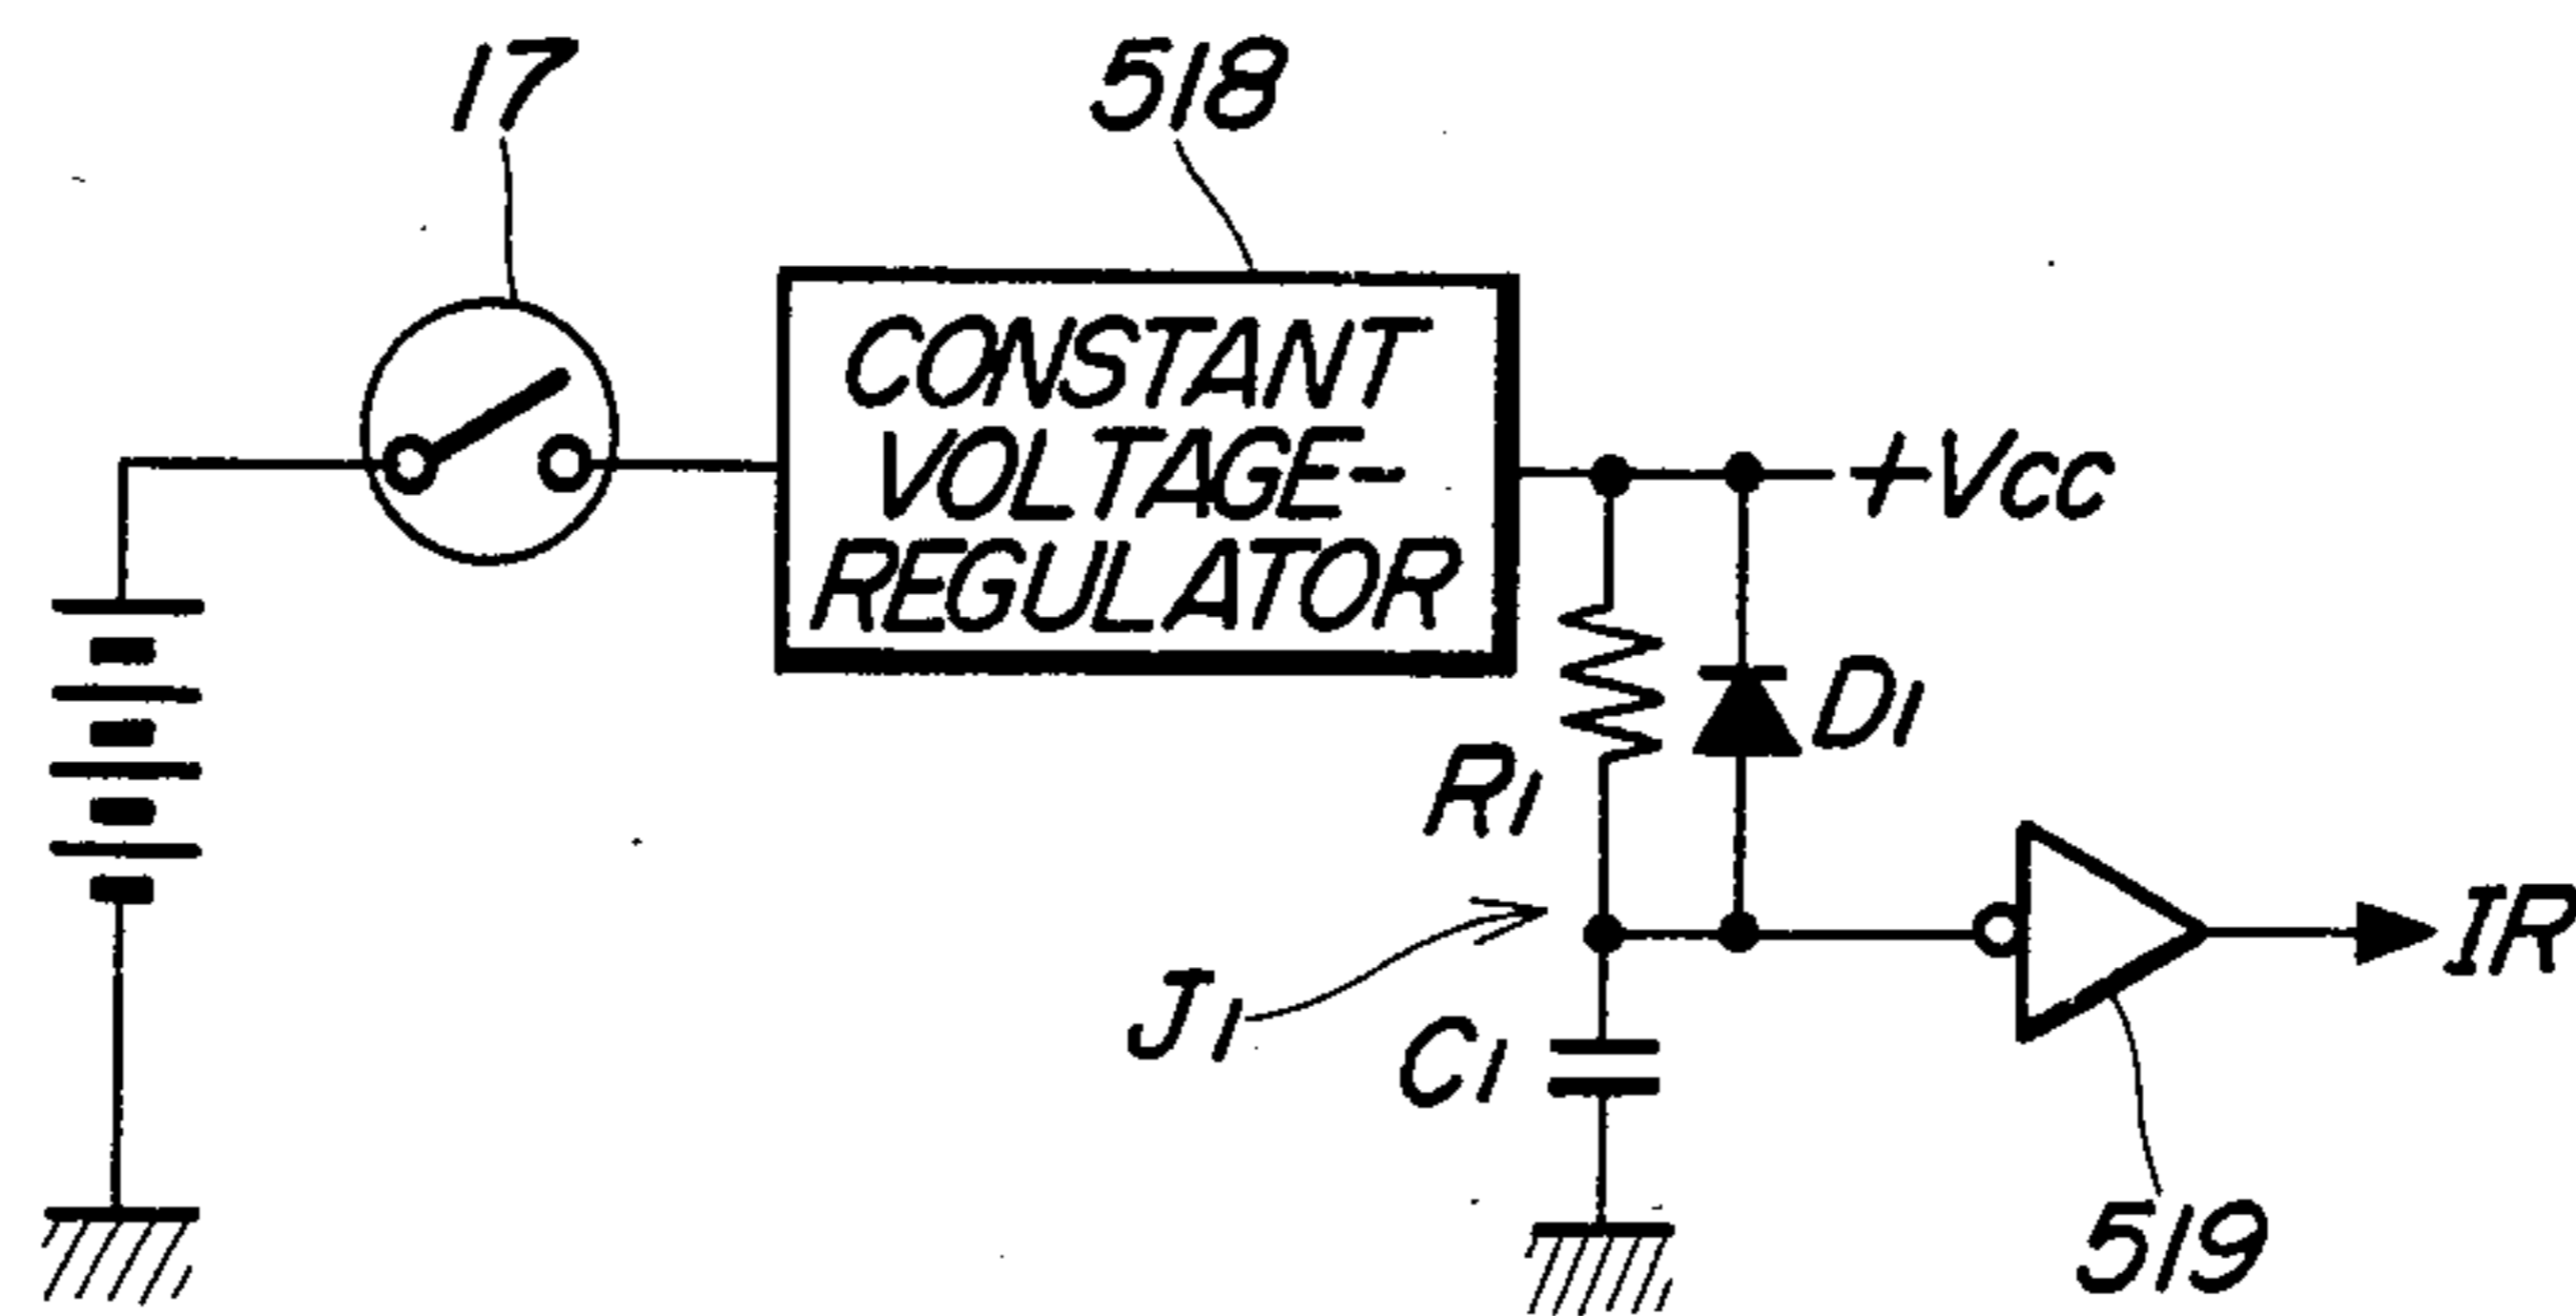 17
518
CONSTANT
VOLTAGE-
REGULATOR
+Vcc
R1
D1
J1
C1
IR
519